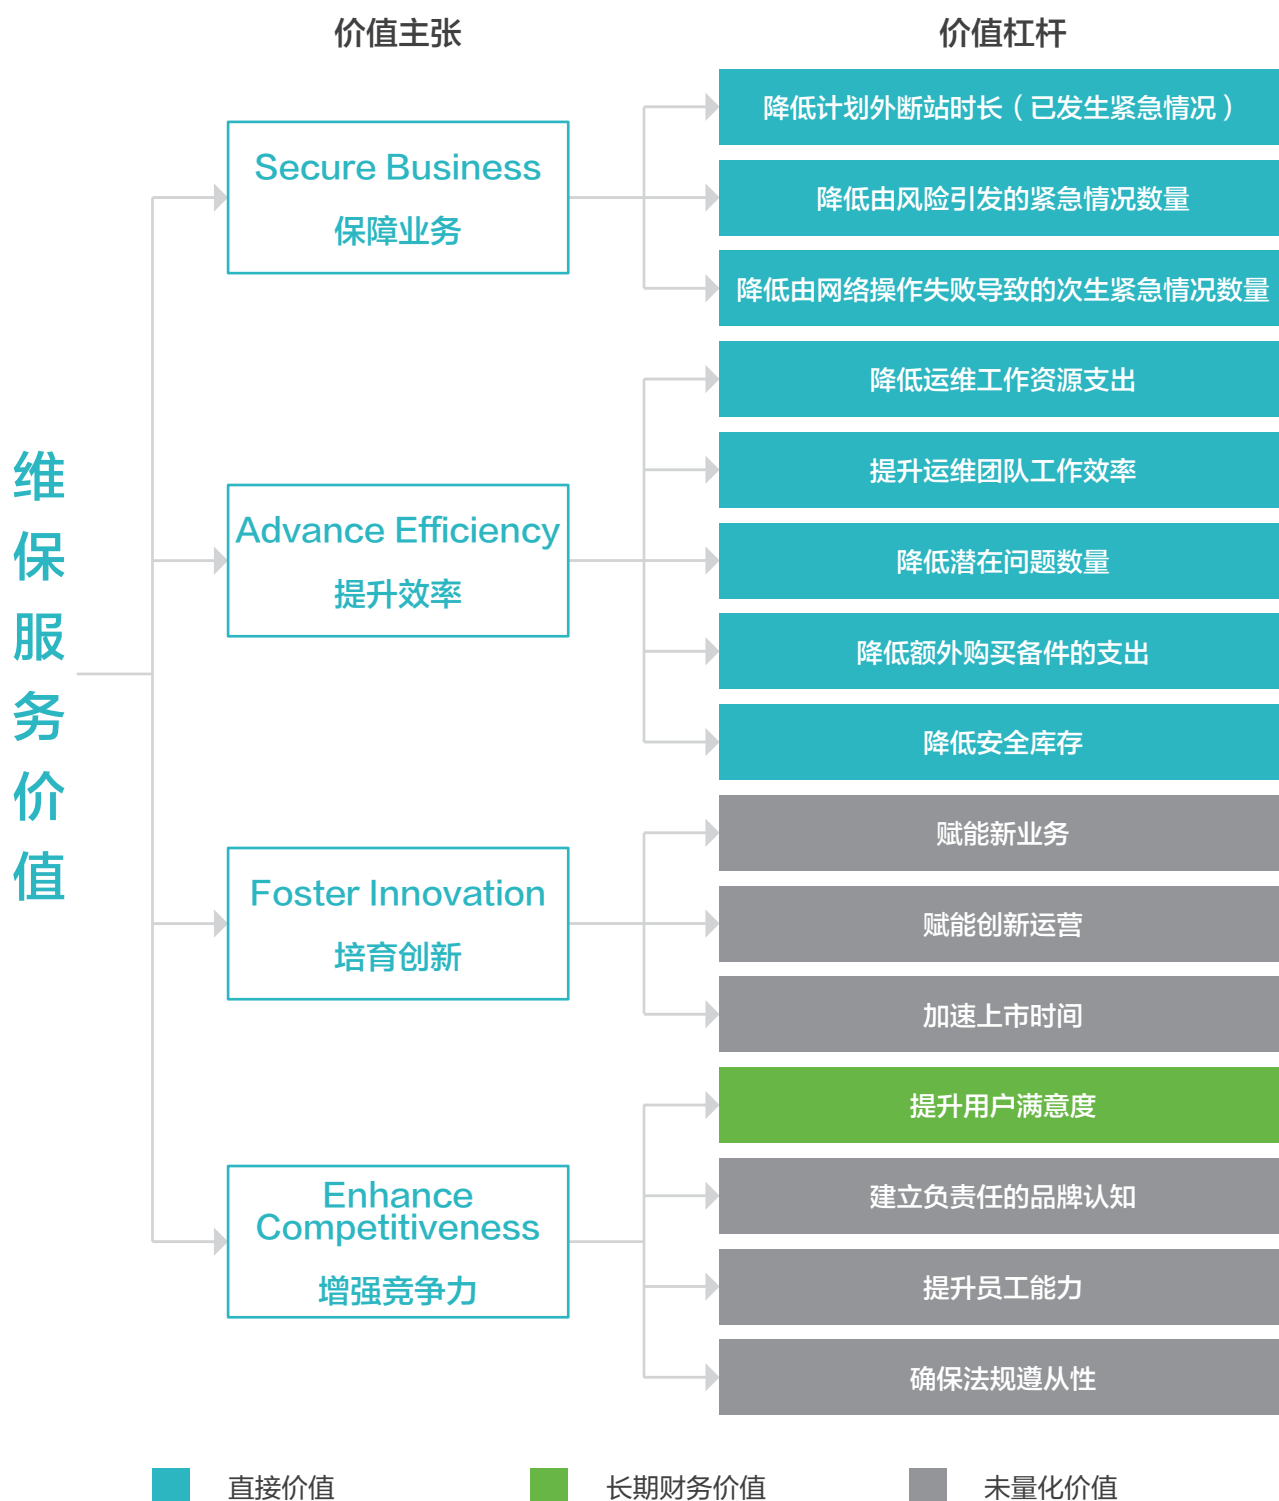 价值主张
价值杠杆
维保服务价值
Secure Business
保障业务
降低计划外断站时长（已发生紧急情况）
降低由风险引发的紧急情况数量
降低由网络操作失败导致的次生紧急情况数量
Advance Efficiency
提升效率
降低运维工作资源支出
提升运维团队工作效率
降低潜在问题数量
降低额外购买备件的支出
降低安全库存
Foster Innovation
培育创新
赋能新业务
赋能创新运营
加速上市时间
Enhance
Competitiveness
增强竞争力
提升用户满意度
建立负责任的品牌认知
提升员工能力
确保法规遵从性
直接价值
长期财务价值
未量化价值